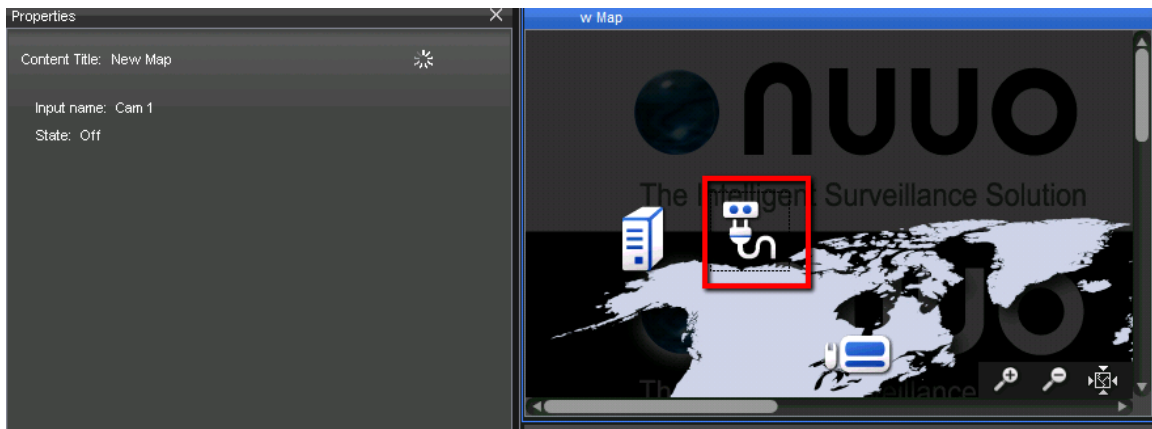 Properties
Content Title: New Map
Input name: Cam 1
State: Off
w Map
nuuo
The Intelligent Surveillance Solution